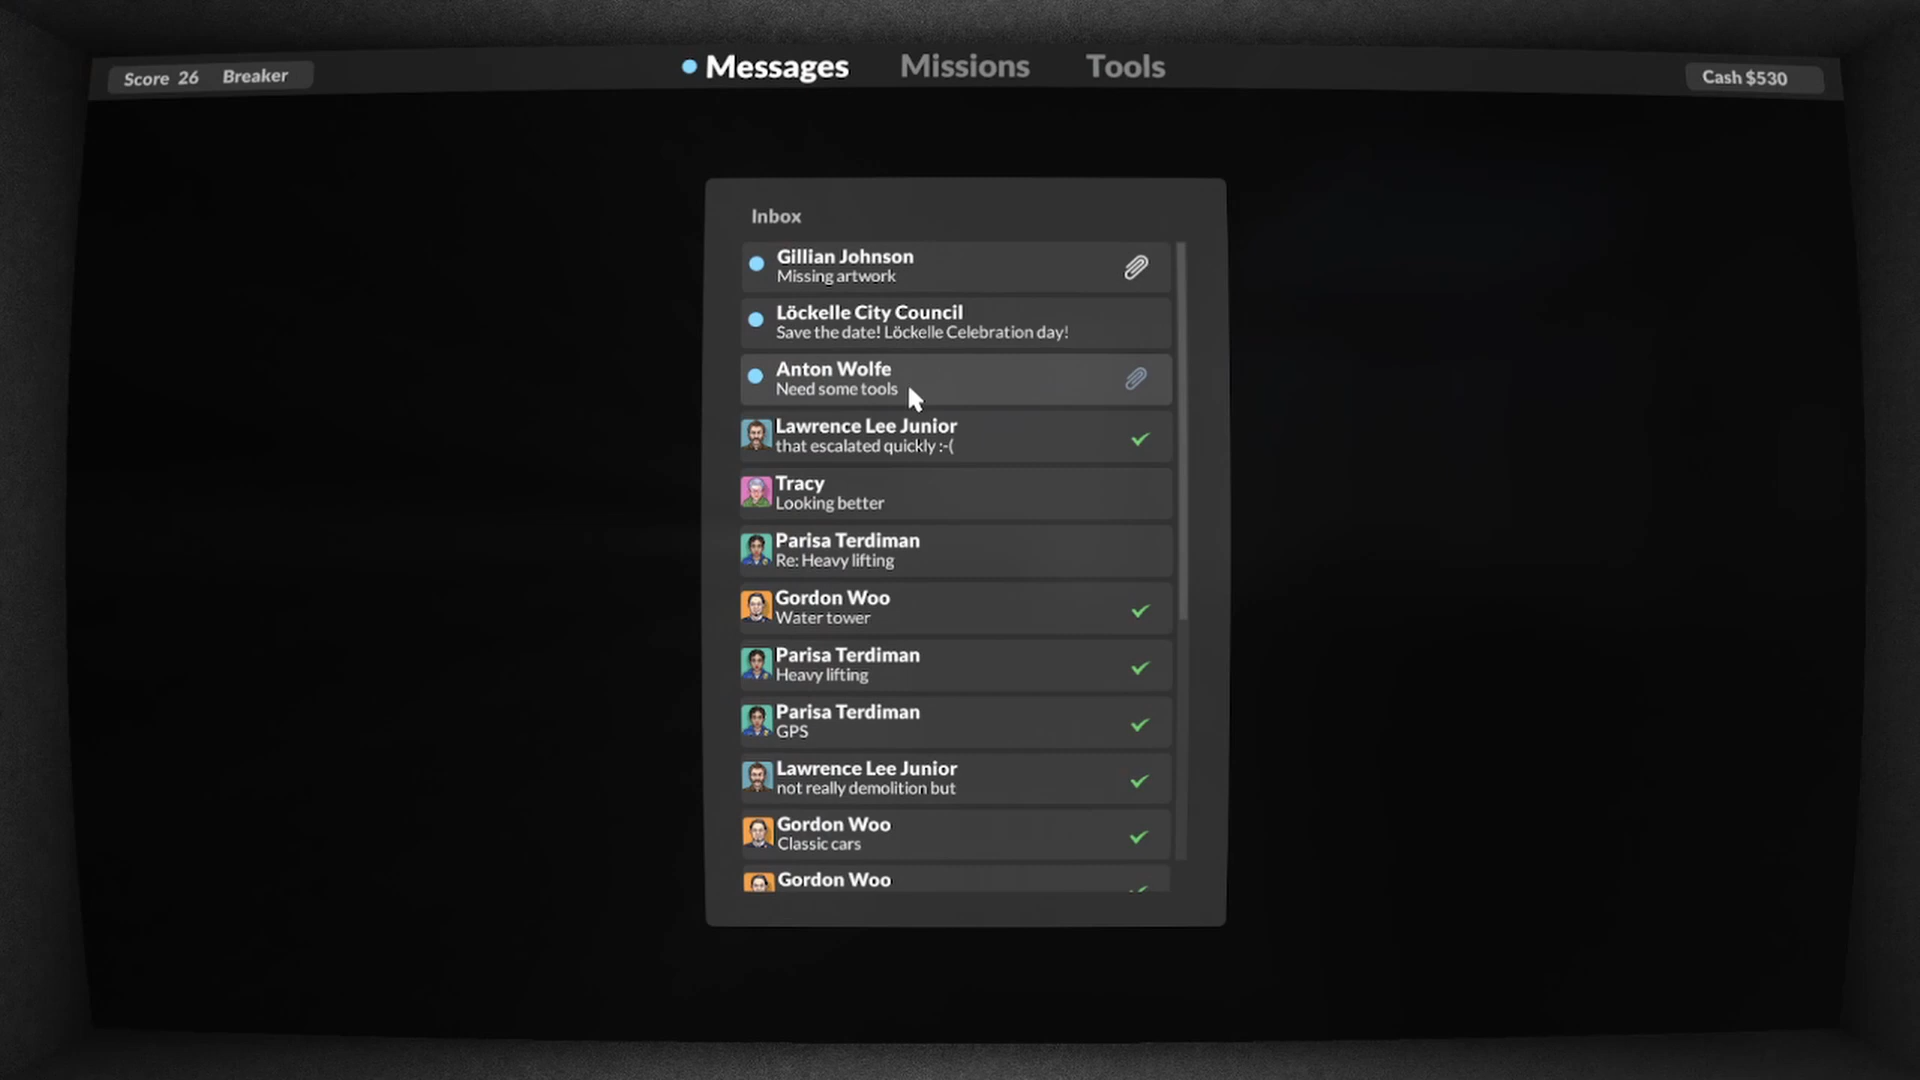 Score 26 Breaker
Messages Missions Tools
Cash $530
Inbox
Gillian Johnson
Missing artwork
Löckelle City Council
Save the date! Löckelle Celebration day!
Anton Wolfe
Need some tools
Lawrence Lee Junior
that escalated quickly :-(
Tracy
Looking better
Parisa Terdiman
Re: Heavy lifting
Gordon Woo
Water tower
Parisa Terdiman
Heavy lifting
Parisa Terdiman
GPS
Lawrence Lee Junior
not really demolition but
Gordon Woo
Classic cars
Gordon Woo